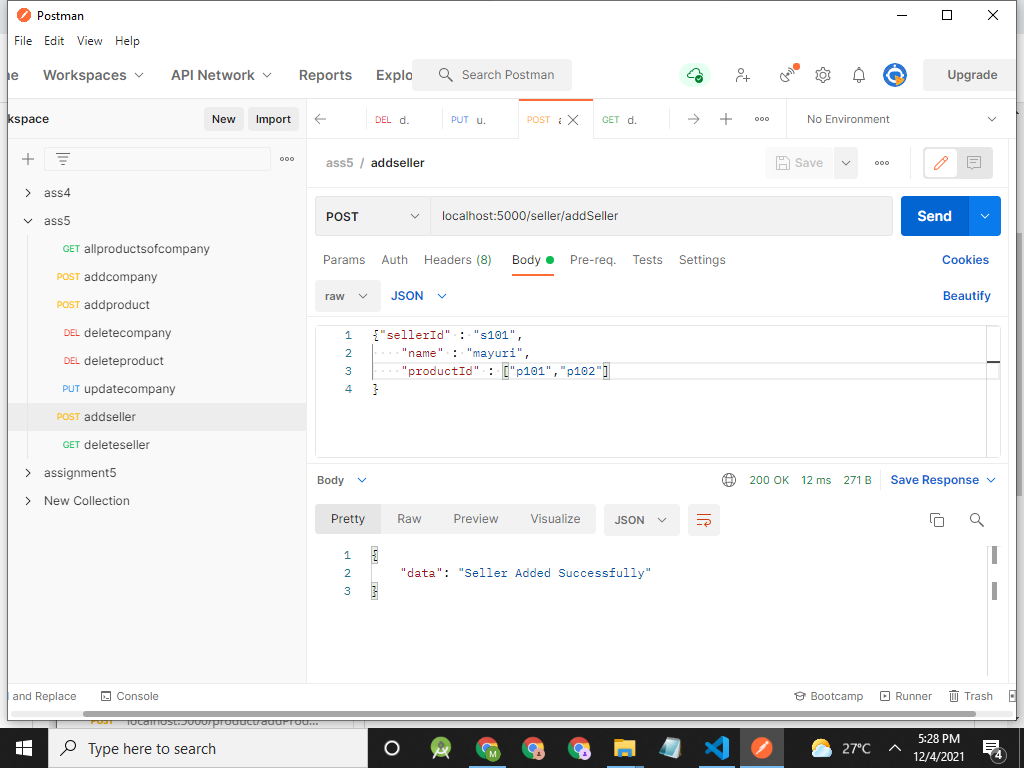 Postman
File Edit View Help
ne Workspaces API Network Reports Explo Search Postman Upgrade
kspace New Import
DEL d. PUT u. POST a GET d. No Environment
ass5 / addseller Save
ass4
ass5
GET allproductsofcompany
POST addcompany
POST addproduct
DEL deletecompany
DEL deleteproduct
PUT updatecompany
POST addseller
GET deleteseller
assignment5
New Collection
POST localhost:5000/seller/addSeller Send
Params Auth Headers (8) Body Pre-req. Tests Settings Cookies
raw JSON Beautify
1 {"sellerId" : "s101",
2 ····"name" : "mayuri",
3 ····"productId" : ["p101","p102"]
4 }
Body 200 OK 12 ms 271 B Save Response
Pretty Raw Preview Visualize JSON
1 {
2 "data": "Seller Added Successfully"
3 }
and Replace Console Bootcamp Runner Trash
POST localhost:5000/product/addProd...
Type here to search 27°C 5:28 PM
12/4/2021 4